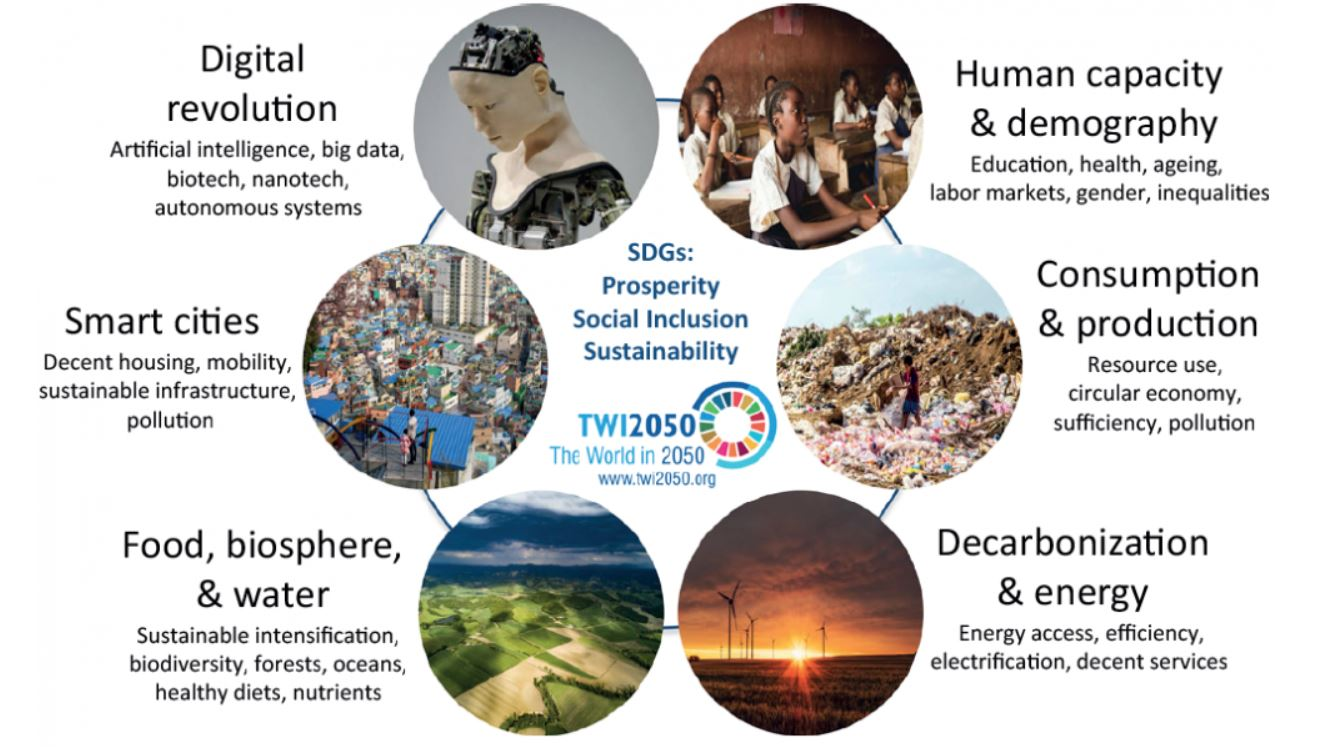 Digital
revolution
Artificial intelligence, big data,
biotech, nanotech,
autonomous systems
Human capacity
& demography
Education, health, ageing,
labor markets, gender, inequalities
Smart cities
Decent housing, mobility,
sustainable infrastructure,
pollution
SDGs:
Prosperity
Social Inclusion
Sustainability
TWI2050
The World in 2050
www.twi2050.org
Consumption
& production
Resource use,
circular economy,
sufficiency, pollution
Food, biosphere,
& water
Sustainable intensification,
biodiversity, forests, oceans,
healthy diets, nutrients
Decarbonization
& energy
Energy access, efficiency,
electrification, decent services